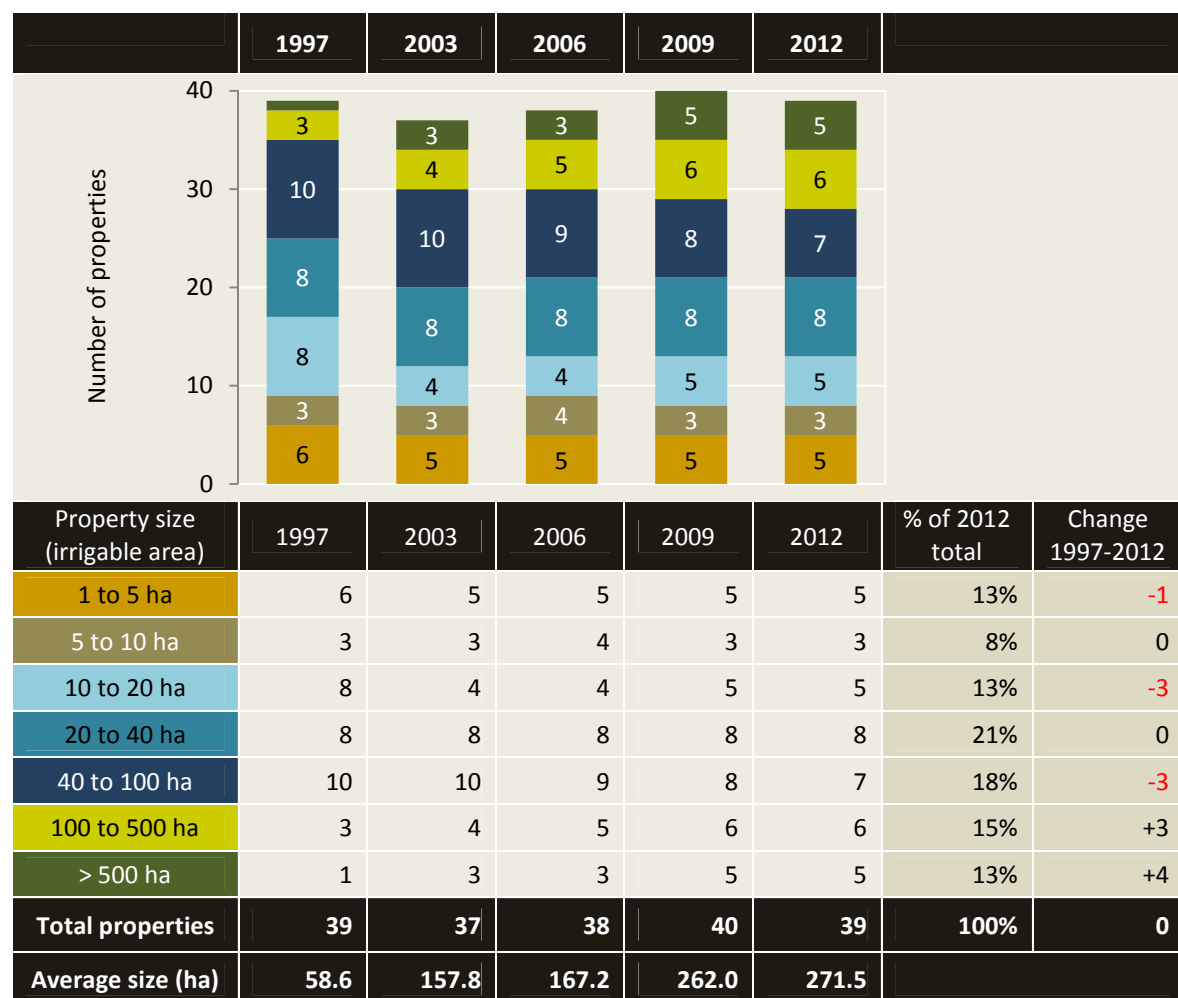 1997 2003 2006 2009 2012
Number of properties
40
30
20
10
0
3 3 3 5 5
10 4 5 6 6
8 10 9 8 7
8 8 8 8 8
3 4 4 5 5
6 3 4 3 3
5 5 5 5
Property size (irrigable area) 1997 2003 2006 2009 2012 % of 2012 total Change 1997-2012
1 to 5 ha 6 5 5 5 5 13% -1
5 to 10 ha 3 3 4 3 3 8% 0
10 to 20 ha 8 4 4 5 5 13% -3
20 to 40 ha 8 8 8 8 8 21% 0
40 to 100 ha 10 10 9 8 7 18% -3
100 to 500 ha 3 4 5 6 6 15% +3
> 500 ha 1 3 3 5 5 13% +4
Total properties 39 37 38 40 39 100% 0
Average size (ha) 58.6 157.8 167.2 262.0 271.5